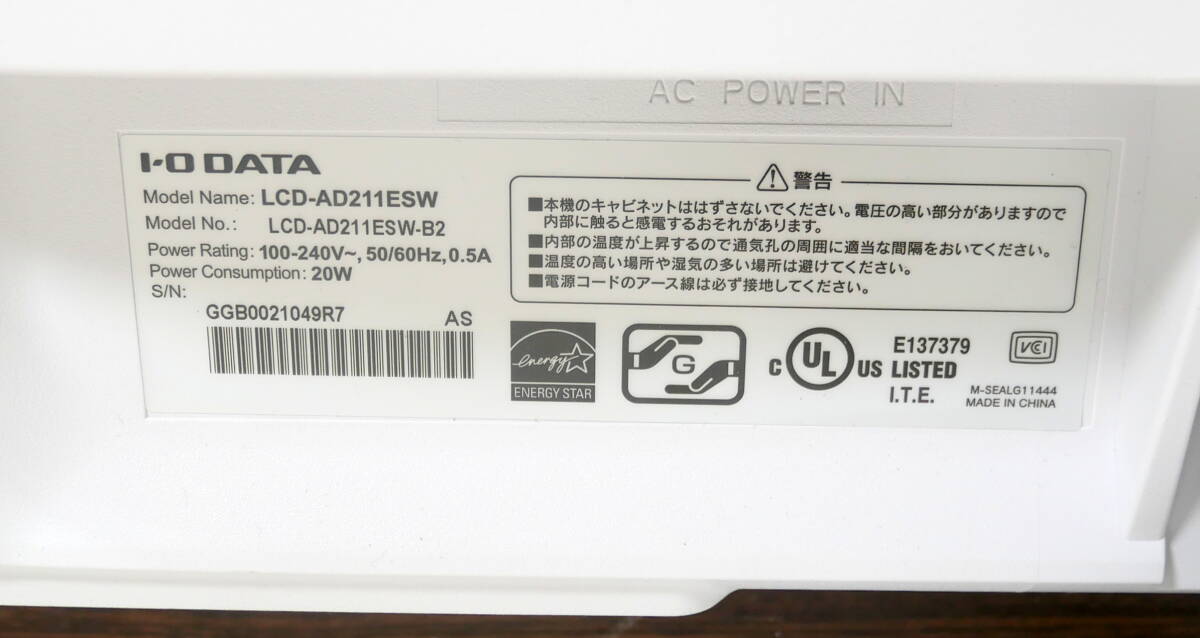 AC POWER IN
I-O DATA
Model Name: LCD-AD211ESW
Model No.: LCD-AD211ESW-B2
Power Rating: 100-240V~, 50/60Hz, 0.5A
Power Consumption: 20W
S/N:
GGB0021049R7 AS
⚠警告
■本機のキャビネットははずさないでください。電圧の高い部分がありますので
内部に触ると感電するおそれがあります。
■内部の温度が上昇するので通気孔の周囲に適当な間隔をおいてください。
■温度の高い場所や湿気の多い場所は避けてください。
■電源コードのアース線は必ず接地してください。
energy
ENERGY STAR
G
C UL US LISTED
E137379
I.T.E.
VCI
M-SEALG11444
MADE IN CHINA